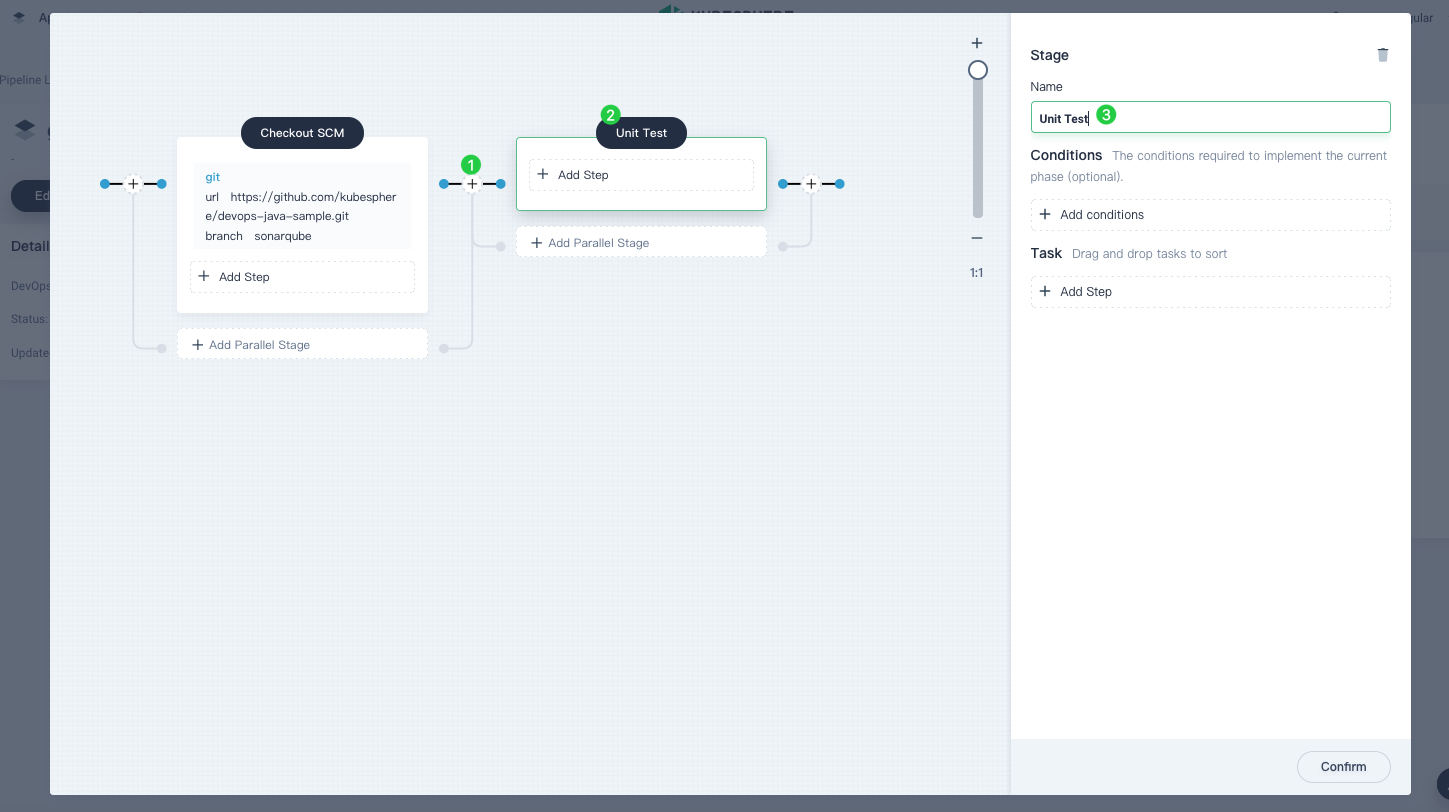 Pipeline L
Ed
Detail
DevOps
Status:
Update
Checkout SCM
git
url https://github.com/kubespher
e/devops-java-sample.git
branch sonarqube
Add Step
Add Parallel Stage
1
2
Unit Test
Add Step
Add Parallel Stage
1:1
Stage
Name
Unit Test 3
Conditions The conditions required to implement the current
phase (optional).
Add conditions
Task Drag and drop tasks to sort
Add Step
Confirm